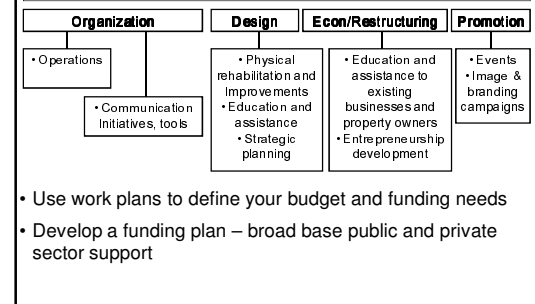 Organization
Design
Econ/Restructuring
Promotion
• Operations
• Communication
Initiatives, tools
• Physical
rehabilitation and
Improvements
• Education and
assistance
• Strategic
planning
• Education and
assistance to
existing
businesses and
property owners
• Entrepreneurship
development
• Events
• Image &
branding
campaigns
• Use work plans to define your budget and funding needs
• Develop a funding plan – broad base public and private
sector support